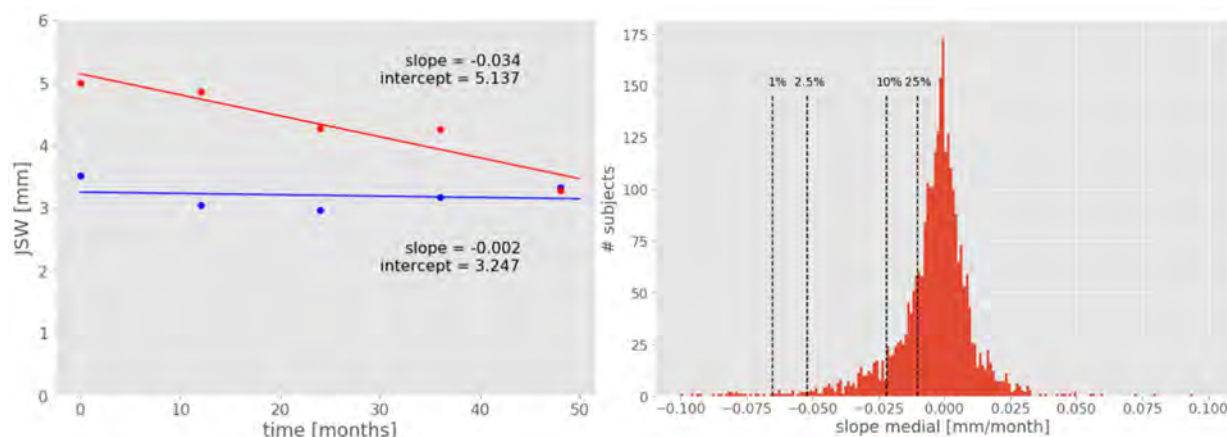 6
5
4
3
2
1
0
JSW [mm]
slope = -0.034
intercept = 5.137
slope = -0.002
intercept = 3.247
0 10 20 30 40 50
time [months]
175
150
125
100
75
50
25
0
# subjects
1% 2.5% 10% 25%
−0.100 −0.075 −0.050 −0.025 0.000 0.025 0.050 0.075 0.100
slope medial [mm/month]